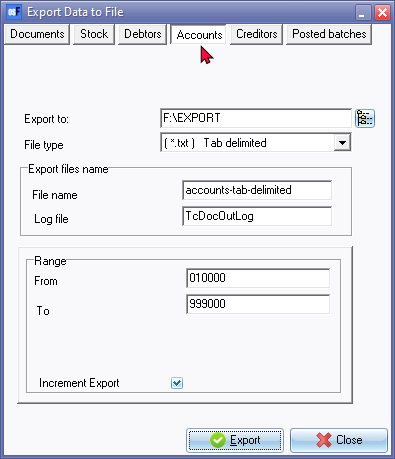 Export Data to File
Documents Stock Debtors Accounts Creditors Posted batches
Export to: F:\EXPORT
File type ( *.txt ) Tab delimited
Export files name
File name accounts-tab-delimited
Log file TcDocOutLog
Range
From 010000
To 999000
Increment Export
Export Close